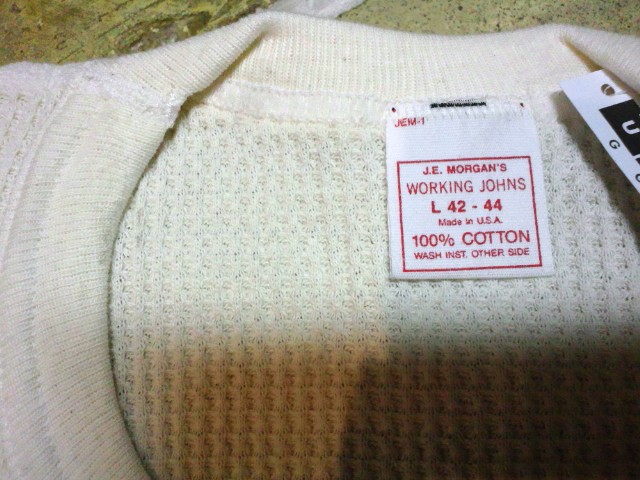 JEM-1
J.E. MORGAN'S
WORKING JOHNS
L 42 - 44
Made in U.S.A.
100% COTTON
WASH INST. OTHER SIDE